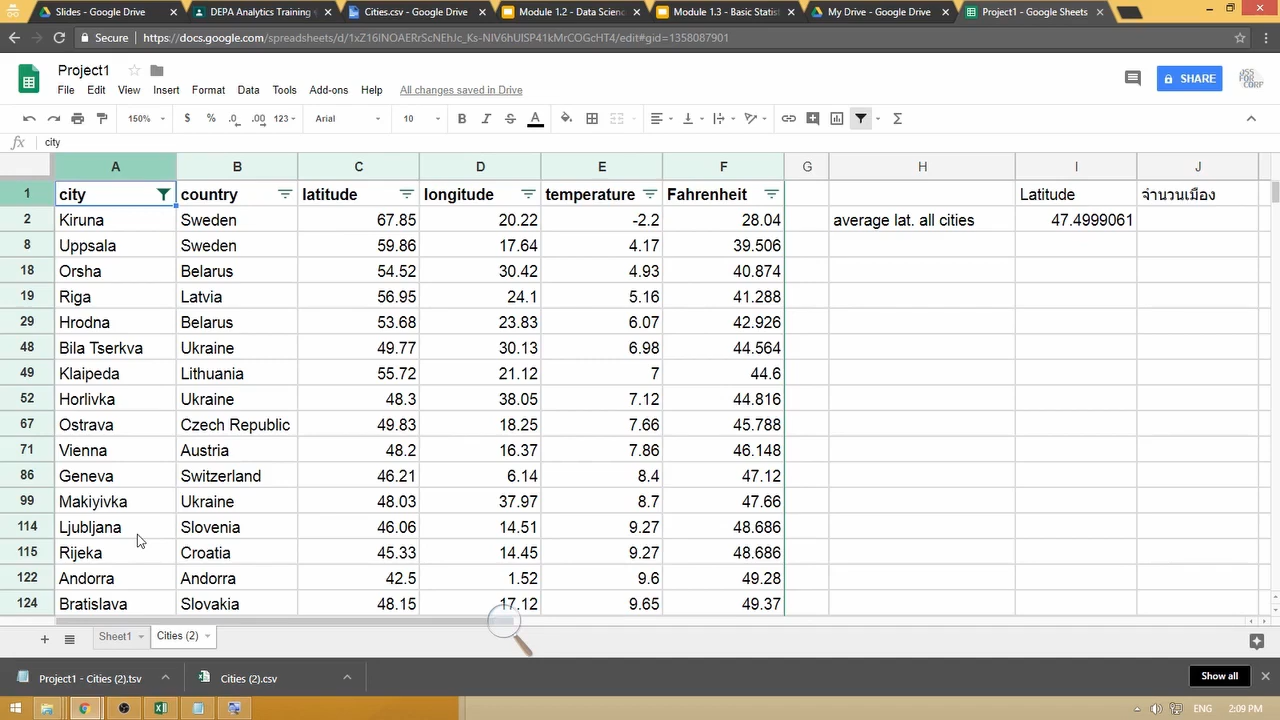 Slides - Google Drive
DEPA Analytics Training
Cities.csv - Google Drive
Module 1.2 - Data Scien
Module 1.3 - Basic Statist
My Drive - Google Drive
Project1 - Google Sheets
Secure
Project1
File Edit View Insert Format Data Tools Add-ons Help All changes saved in Drive
SHARE
150% $ % .0 .00 123 Arial 10 B I S A Σ
fx city
A B C D E F G H I J
1 city country latitude longitude temperature Fahrenheit Latitude จำนวนเมือง
2 Kiruna Sweden 67.85 20.22 -2.2 28.04 average lat. all cities 47.4999061
8 Uppsala Sweden 59.86 17.64 4.17 39.506
18 Orsha Belarus 54.52 30.42 4.93 40.874
19 Riga Latvia 56.95 24.1 5.16 41.288
29 Hrodna Belarus 53.68 23.83 6.07 42.926
48 Bila Tserkva Ukraine 49.77 30.13 6.98 44.564
49 Klaipeda Lithuania 55.72 21.12 7 44.6
52 Horlivka Ukraine 48.3 38.05 7.12 44.816
67 Ostrava Czech Republic 49.83 18.25 7.66 45.788
71 Vienna Austria 48.2 16.37 7.86 46.148
86 Geneva Switzerland 46.21 6.14 8.4 47.12
99 Makiyivka Ukraine 48.03 37.97 8.7 47.66
114 Ljubljana Slovenia 46.06 14.51 9.27 48.686
115 Rijeka Croatia 45.33 14.45 9.27 48.686
122 Andorra Andorra 42.5 1.52 9.6 49.28
124 Bratislava Slovakia 48.15 17.12 9.65 49.37
Sheet1 Cities (2)
Project1 - Cities (2).tsv Cities (2).csv Show all
ENG 2:09 PM